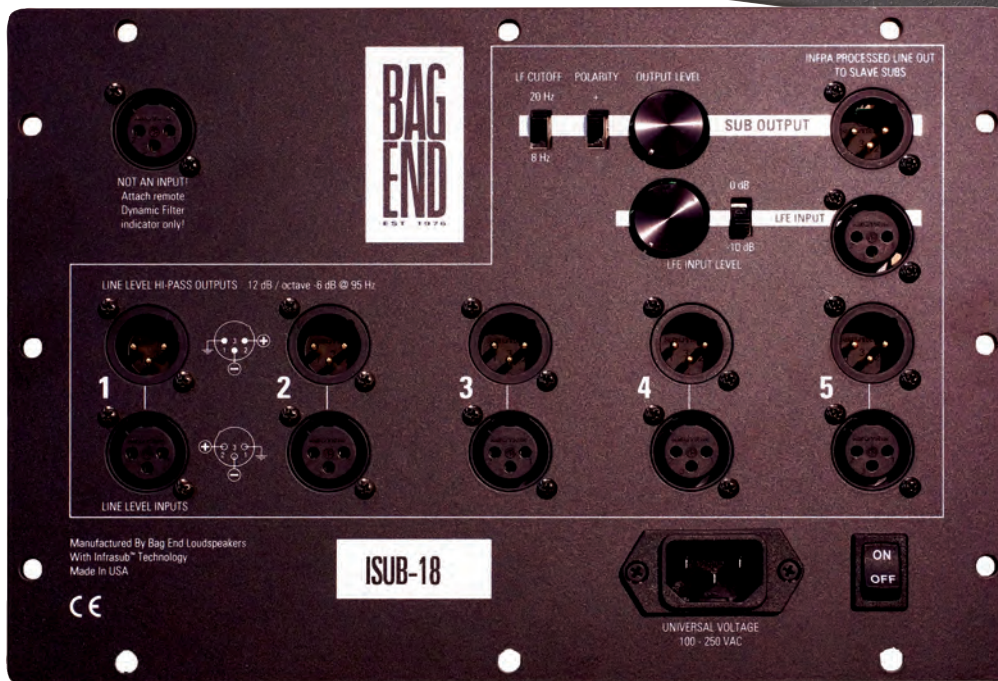 INFRA PROCESSED LINE OUT
TO SLAVE SUBS
LF CUTOFF POLARITY OUTPUT LEVEL
20 Hz +
SUB OUTPUT
8 Hz
NOT AN INPUT!
Attach remote
Dynamic Filter
indicator only!
BAG
END
EST 1976
0 dB
LFE INPUT
-10 dB
LFE INPUT LEVEL
LINE LEVEL HI-PASS OUTPUTS 12 dB / octave -6 dB @ 95 Hz
1 2 3 4 5
LINE LEVEL INPUTS
Manufactured By Bag End Loudspeakers
With Infrasub™ Technology
Made In USA
CE
ISUB-18
UNIVERSAL VOLTAGE
100 - 250 VAC
ON
OFF